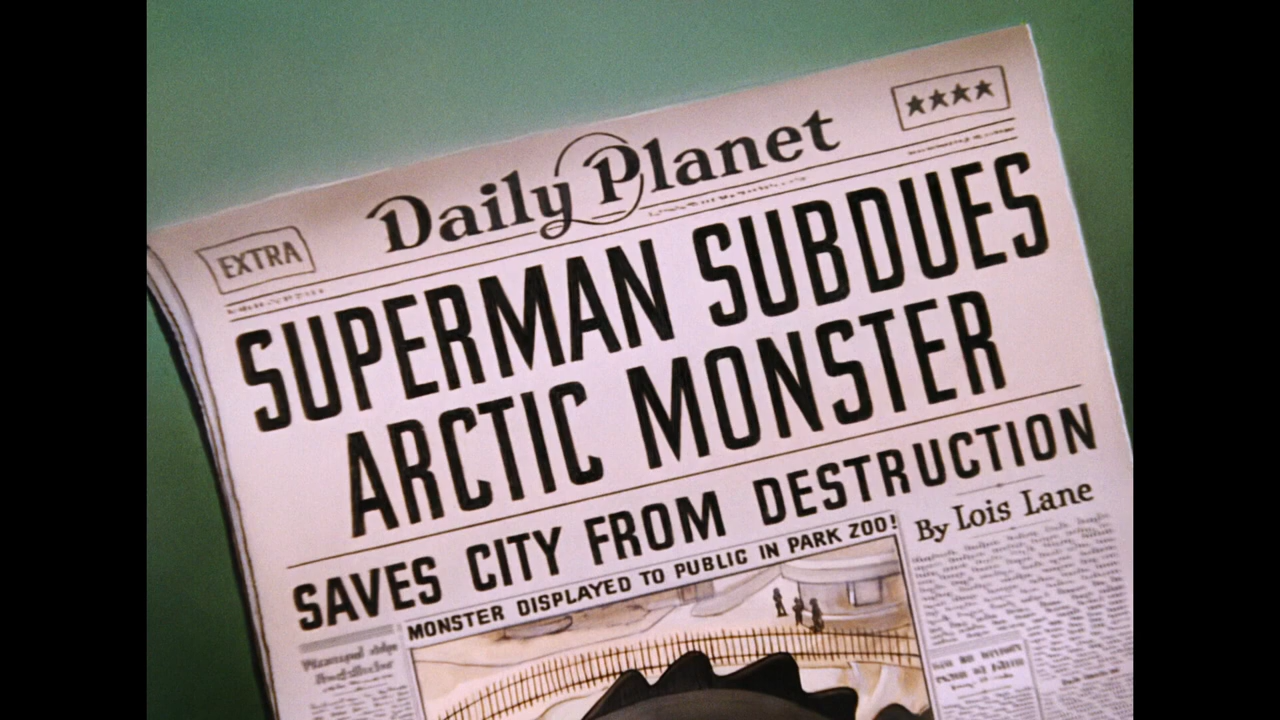 ★★★★
Daily Planet
EXTRA
SUPERMAN SUBDUES
ARCTIC MONSTER
SAVES CITY FROM DESTRUCTION
By Lois Lane
MONSTER DISPLAYED TO PUBLIC IN PARK ZOO!